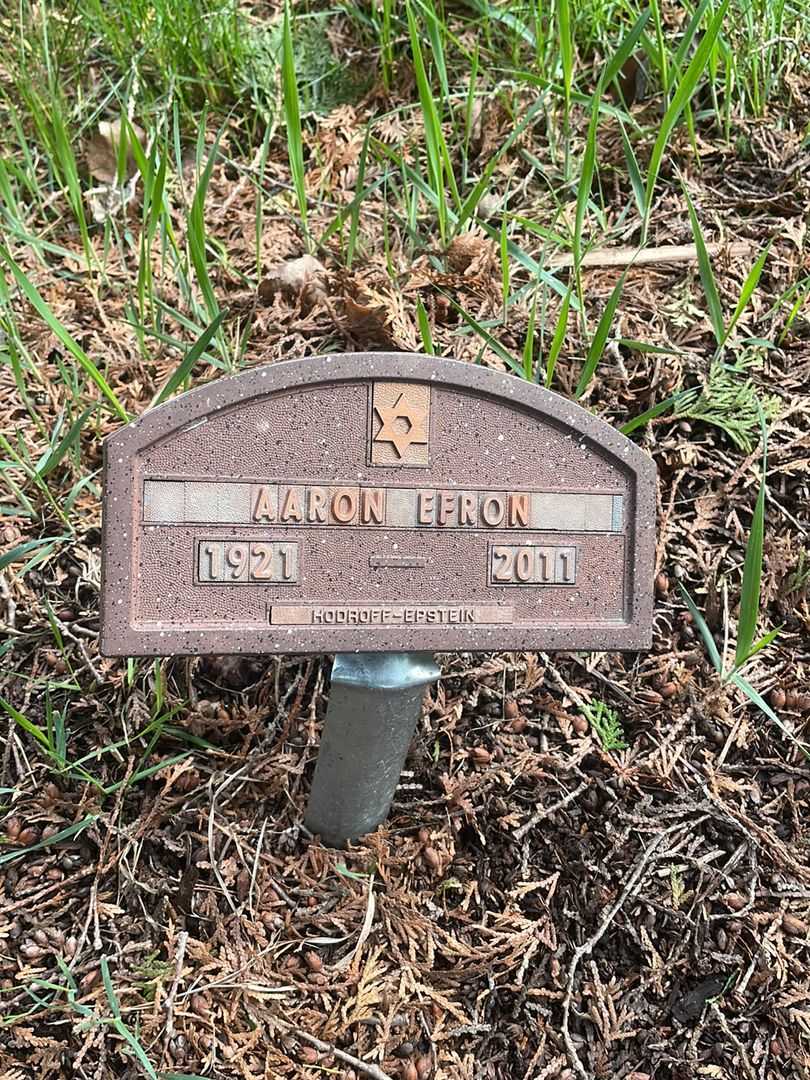 AARON EFRON
1921 2011
HODROFF-EPSTEIN